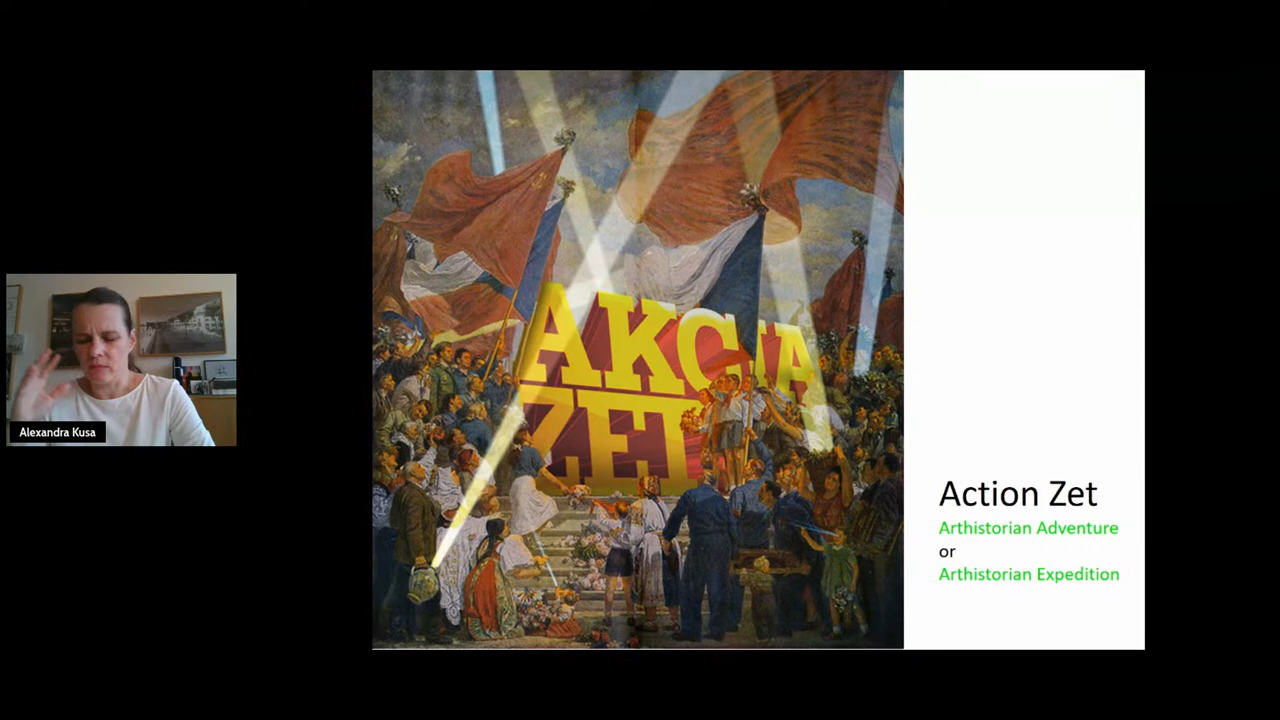 AKCIA
ZET
Alexandra Kusa
Action Zet
Arthistorian Adventure
or
Arthistorian Expedition